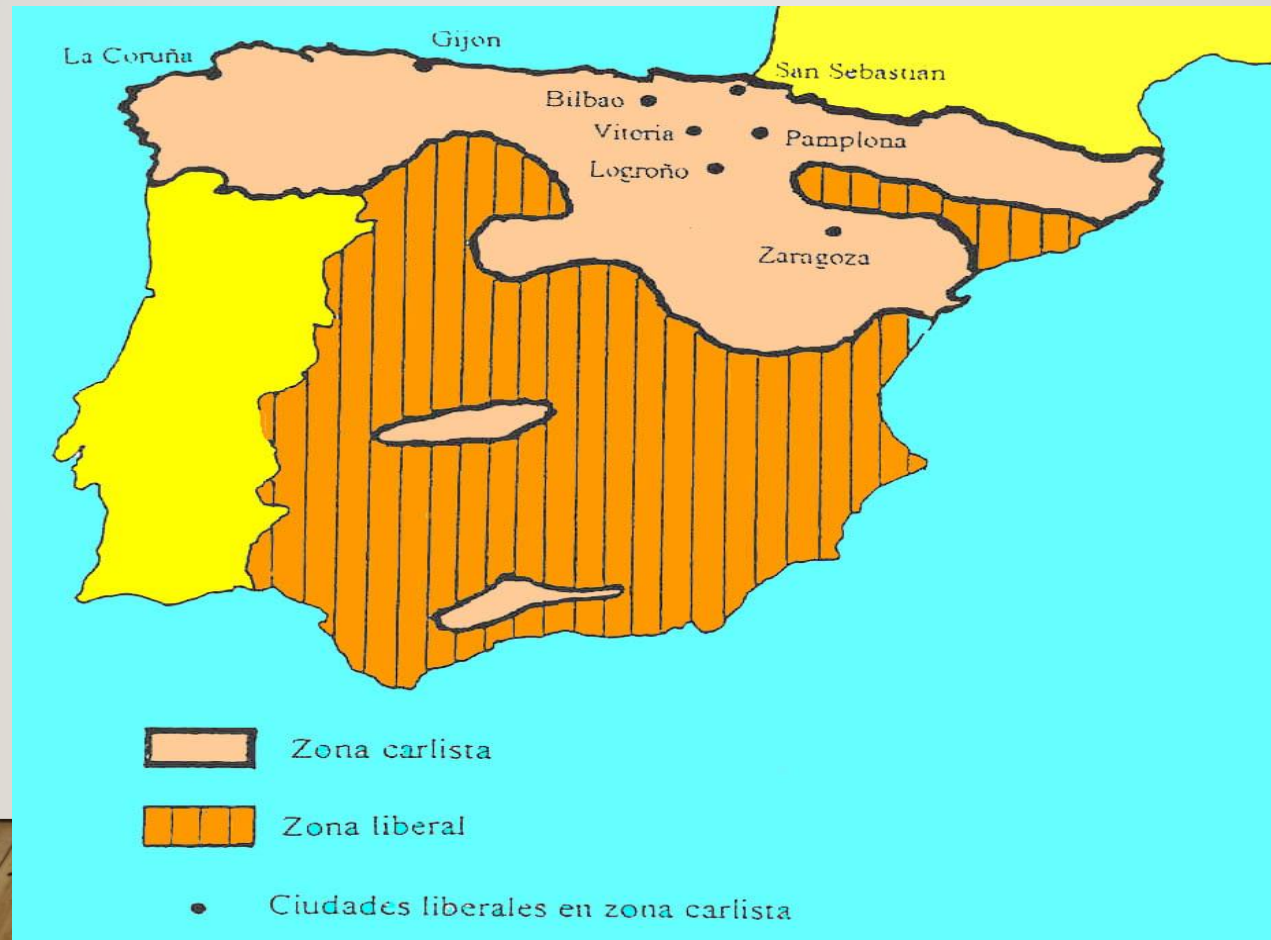 La Coruña
Gijon
San Sebastian
Bilbao
Vitoria
Pamplona
Logroño
Zaragoza
Zona carlista
Zona liberal
Ciudades liberales en zona carlista